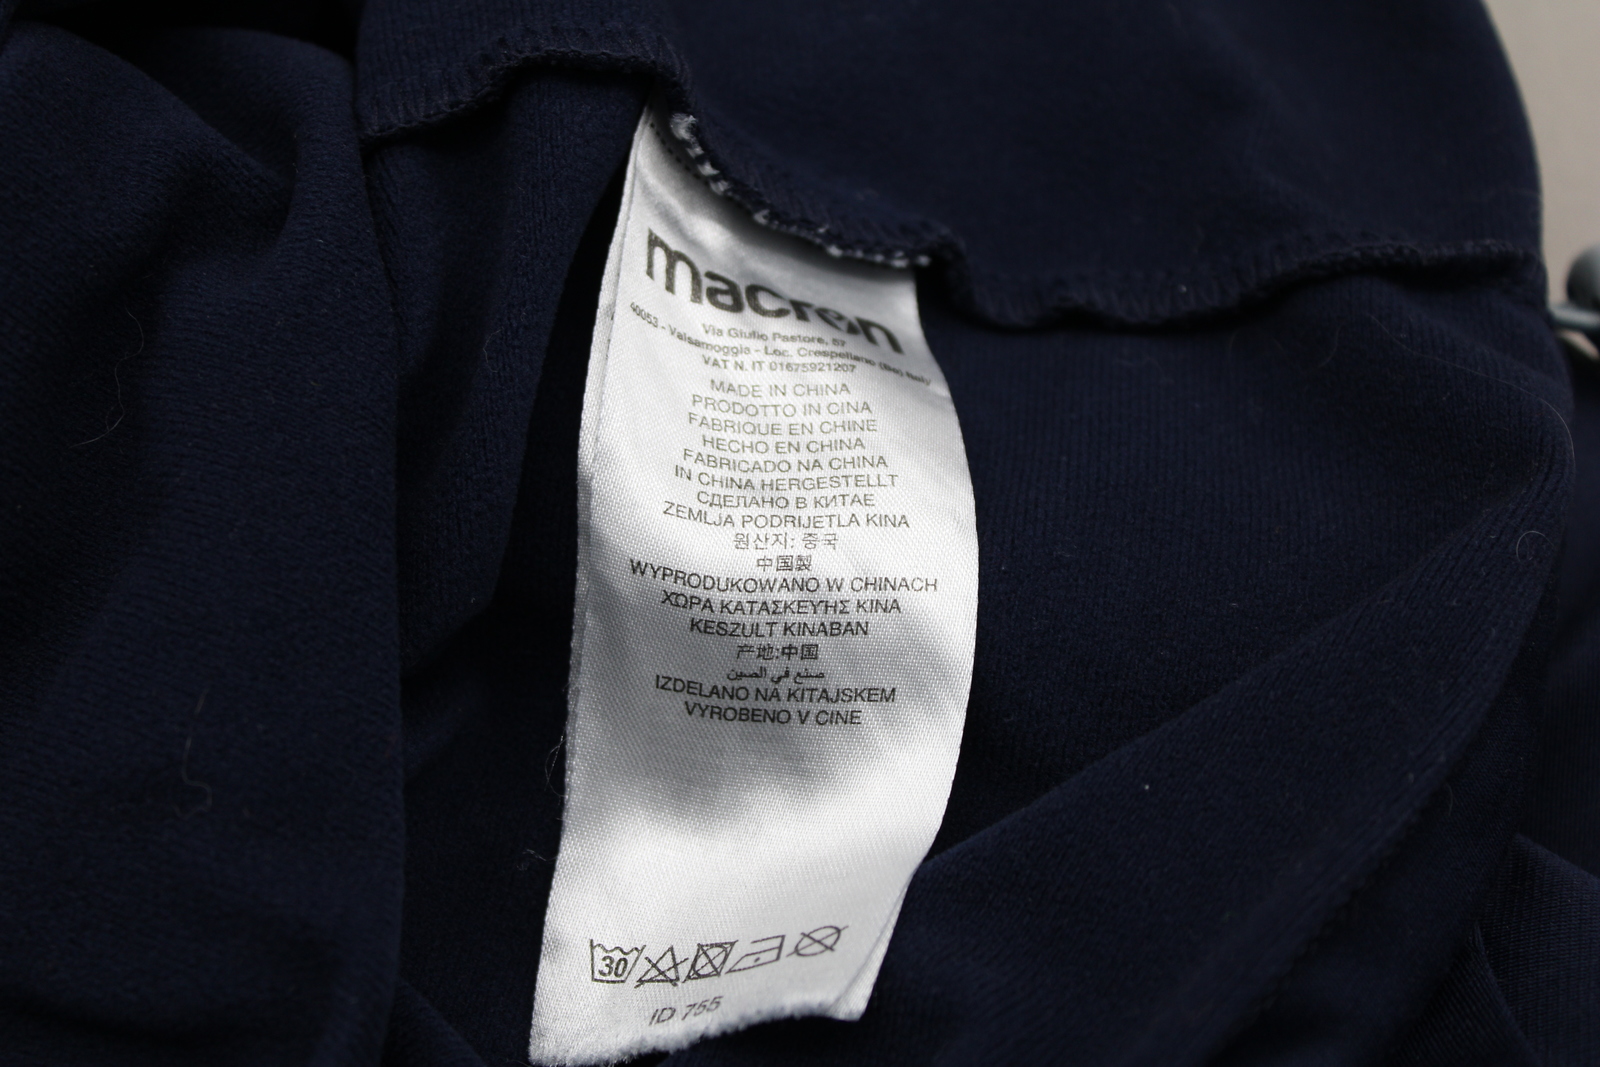 macron
Via Giulio Pastore, 57
40053 - Valsamoggia - Loc. Crespellano (Bo) Italy
VAT N. IT 01675921207
MADE IN CHINA
PRODOTTO IN CINA
FABRIQUE EN CHINE
HECHO EN CHINA
FABRICADO NA CHINA
IN CHINA HERGESTELLT
СДЕЛАНО В КИТАЕ
ZEMLJA PODRIJETLA KINA
원산지: 중국
中国製
WYPRODUKOWANO W CHINACH
ΧΩΡΑ ΚΑΤΑΣΚΕΥΉΣ ΚΙΝΑ
KESZULT KINABAN
产地:中国
صنع في الصين
IZDELANO NA KITAJSKEM
VYROBENO V CINE
30
ID 755